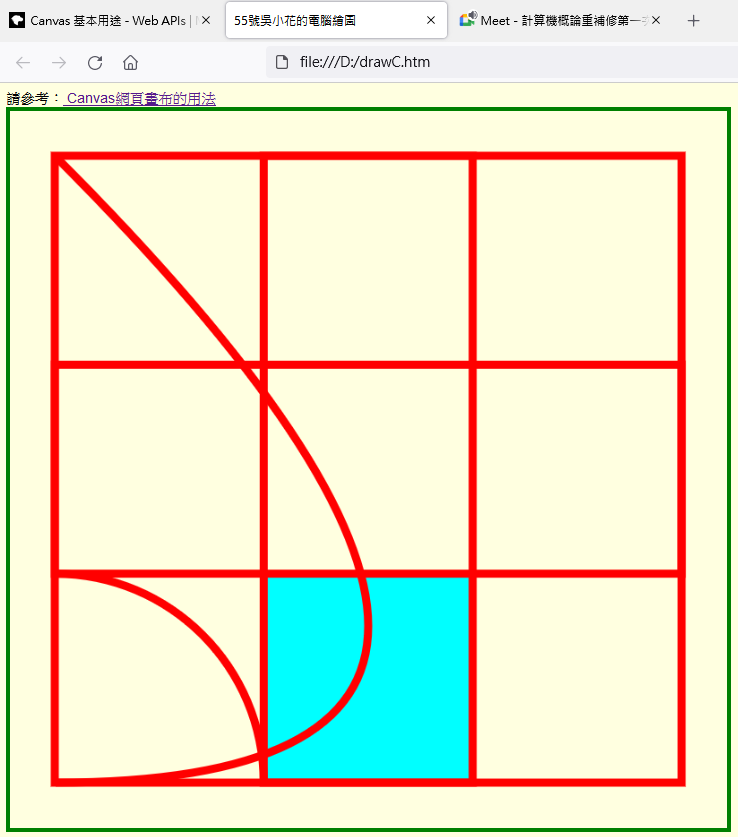 Canvas 基本用途 - Web APIs |
55號吳小花的電腦繪圖
Meet - 計算機概論重補修第一
file:///D:/drawC.htm
請參考： Canvas網頁畫布的用法